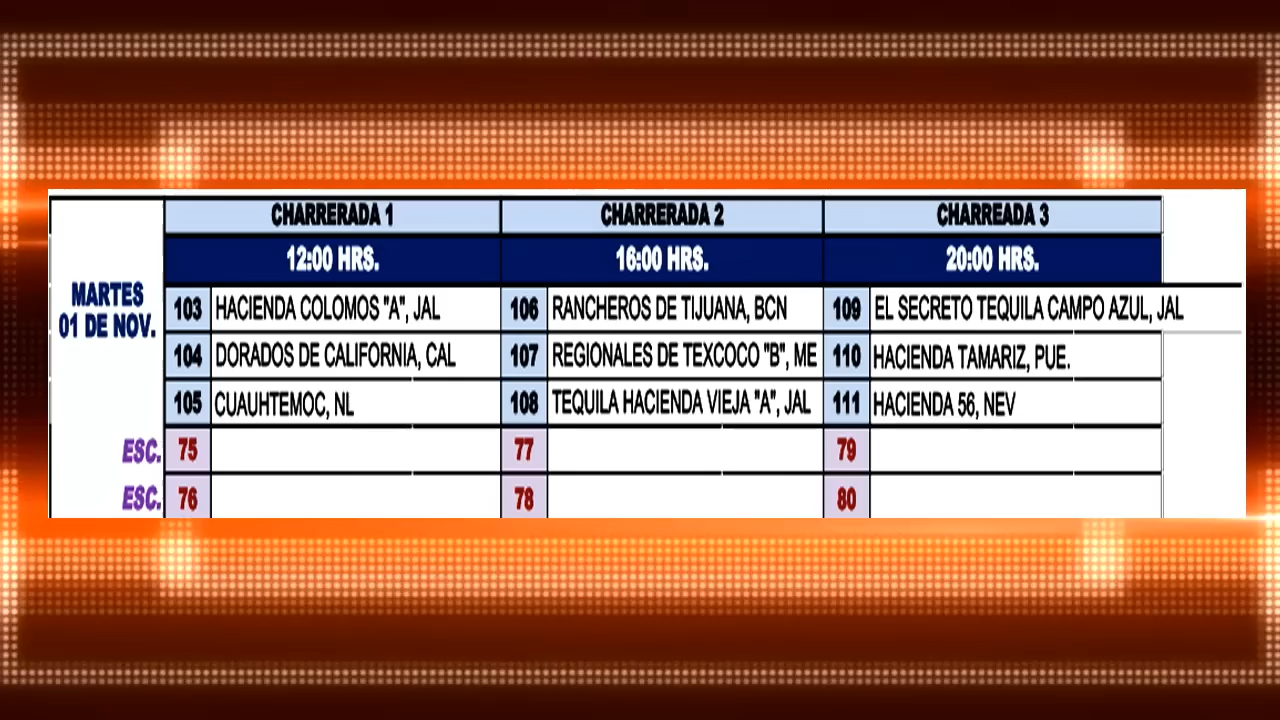 CHARRERADA 1 CHARRERADA 2 CHARREADA 3
12:00 HRS. 16:00 HRS. 20:00 HRS.
MARTES
01 DE NOV.
103 HACIENDA COLOMOS "A", JAL 106 RANCHEROS DE TIJUANA, BCN 109 EL SECRETO TEQUILA CAMPO AZUL, JAL
104 DORADOS DE CALIFORNIA, CAL 107 REGIONALES DE TEXCOCO "B", ME 110 HACIENDA TAMARIZ, PUE.
105 CUAUHTEMOC, NL 108 TEQUILA HACIENDA VIEJA "A", JAL 111 HACIENDA 56, NEV
ESC. 75 77 79
ESC. 76 78 80